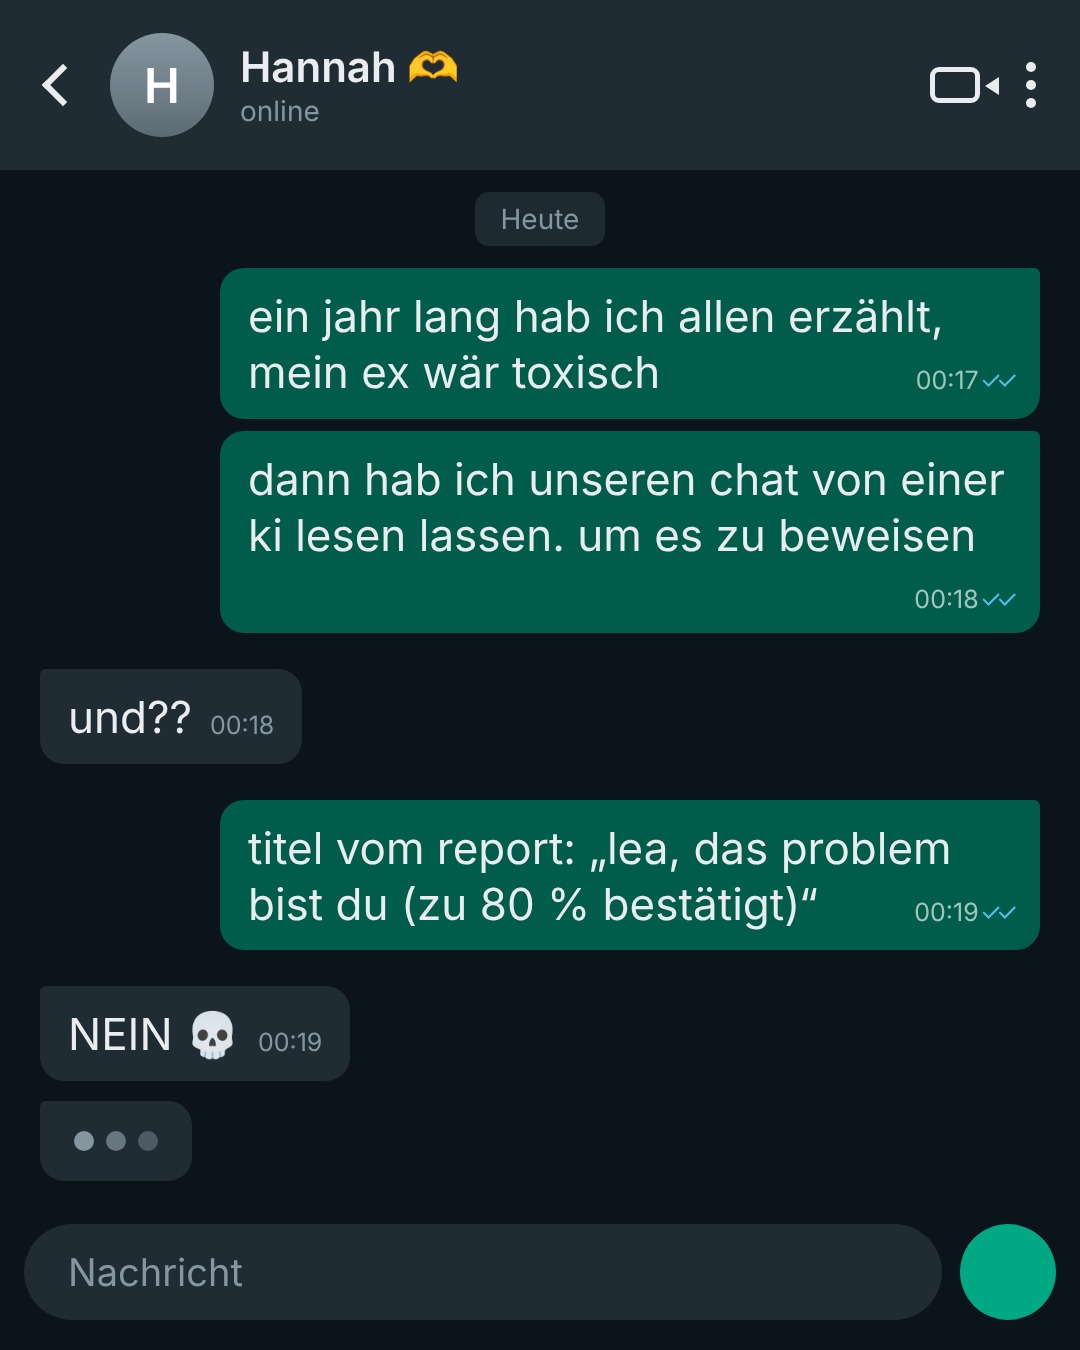 H
Hannah 🫶
online
Heute
ein jahr lang hab ich allen erzählt,
mein ex wär toxisch
00:17
dann hab ich unseren chat von einer
ki lesen lassen. um es zu beweisen
00:18
und?? 00:18
titel vom report: „lea, das problem
bist du (zu 80 % bestätigt)“
00:19
NEIN 💀 00:19
Nachricht